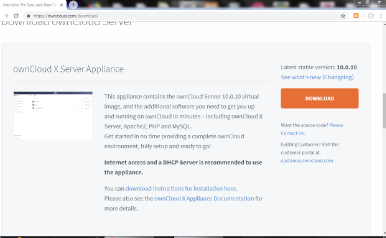 Enterprise File Sync and Share
https://owncloud.com/download/
Download ownCloud Server
ownCloud X Server Appliance
This appliance contains the ownCloud Server 10.0.10 virtual
image, and the additional software you need to get you up
and running on ownCloud in minutes – including ownCloud X
Server, Apache2, PHP and MySQL.
Get started in no time providing a complete ownCloud
environment, fully setup and ready to go!
Internet access and a DHCP Server is recommended to use
the appliance.
You can download instructions for installation here.
Please also see the ownCloud X Appliance Documentation for
more details.
Latest stable version: 10.0.10
See what's new (Changelog)
DOWNLOAD
Want the source code? Please
Contact Us.
Existing Customer? Visit the
customer portal at
customer.owncloud.com